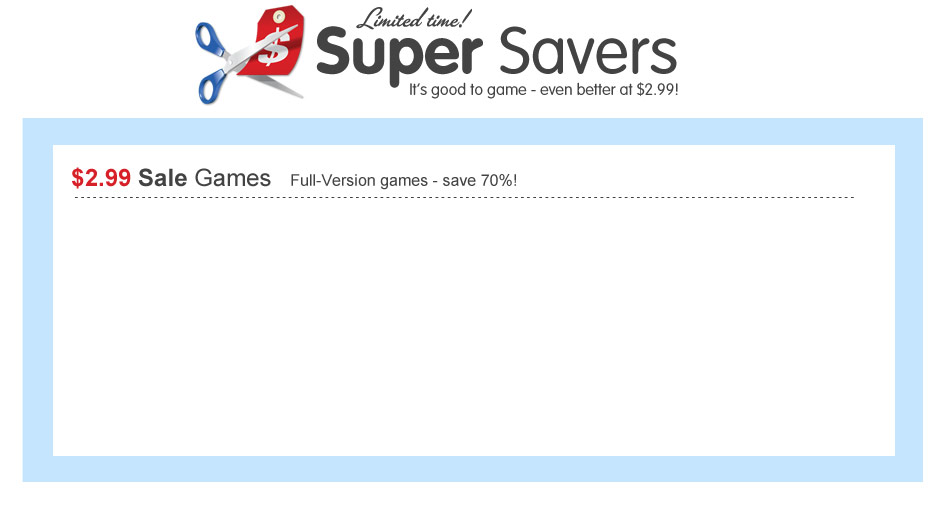 Limited time!
$
Super Savers
It's good to game - even better at $2.99!
$2.99 Sale Games Full-Version games - save 70%!